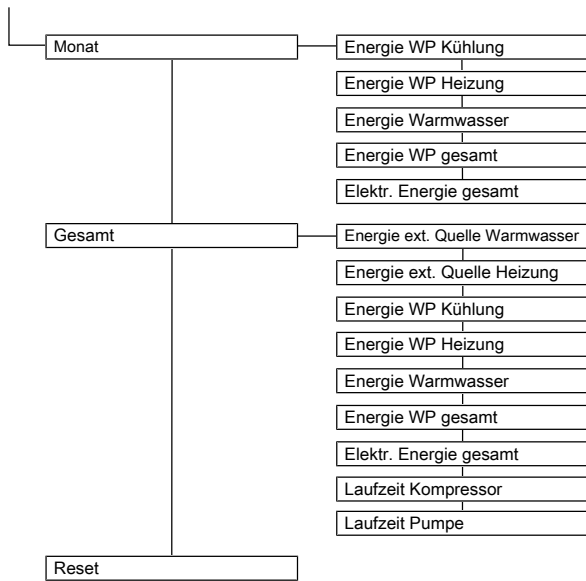 Monat
Energie WP Kühlung
Energie WP Heizung
Energie Warmwasser
Energie WP gesamt
Elektr. Energie gesamt
Gesamt
Energie ext. Quelle Warmwasser
Energie ext. Quelle Heizung
Energie WP Kühlung
Energie WP Heizung
Energie Warmwasser
Energie WP gesamt
Elektr. Energie gesamt
Laufzeit Kompressor
Laufzeit Pumpe
Reset